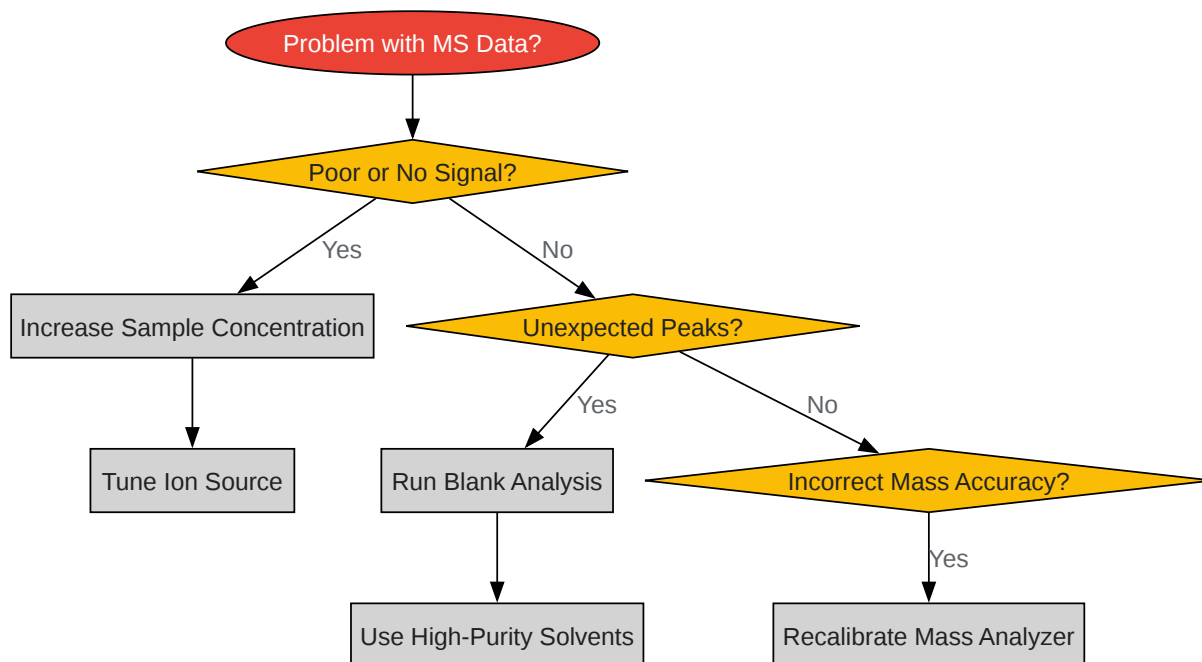 Problem with MS Data?
Poor or No Signal?
Yes
No
Increase Sample Concentration
Unexpected Peaks?
Yes
No
Tune Ion Source
Run Blank Analysis
Incorrect Mass Accuracy?
Yes
Use High-Purity Solvents
Recalibrate Mass Analyzer